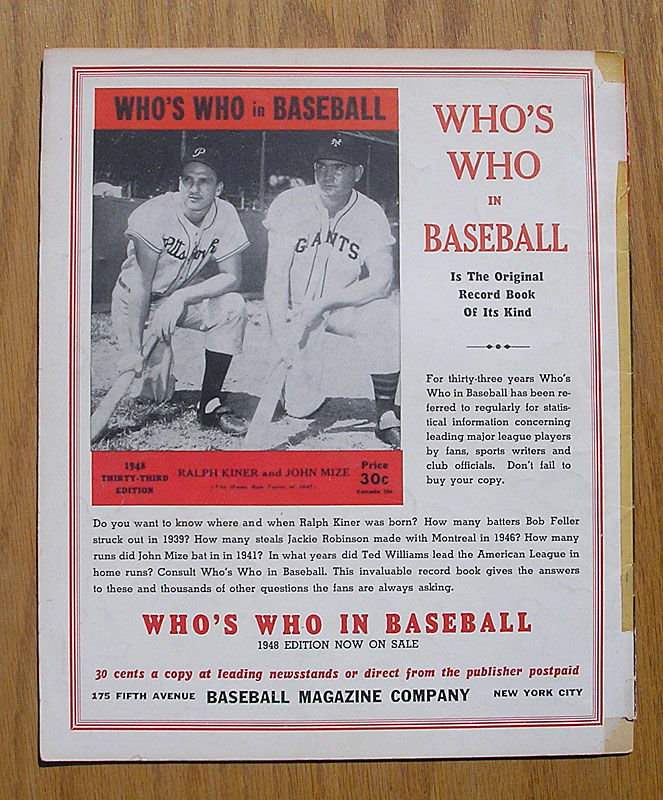 WHO'S WHO in BASEBALL
P
NY
Pittsburgh
GIANTS
1948
THIRTY-THIRD
EDITION
RALPH KINER and JOHN MIZE
Price
30c
WHO'S
WHO
IN
BASEBALL
Is The Original
Record Book
Of Its Kind
For thirty-three years Who's
Who in Baseball has been re-
ferred to regularly for statis-
tical information concerning
leading major league players
by fans, sports writers and
club officials. Don't fail to
buy your copy.
Do you want to know where and when Ralph Kiner was born? How many batters Bob Feller
struck out in 1939? How many steals Jackie Robinson made with Montreal in 1946? How many
runs did John Mize bat in in 1941? In what years did Ted Williams lead the American League in
home runs? Consult Who's Who in Baseball. This invaluable record book gives the answers
to these and thousands of other questions the fans are always asking.
WHO'S WHO IN BASEBALL
1948 EDITION NOW ON SALE
30 cents a copy at leading newsstands or direct from the publisher postpaid
175 FIFTH AVENUE BASEBALL MAGAZINE COMPANY NEW YORK CITY